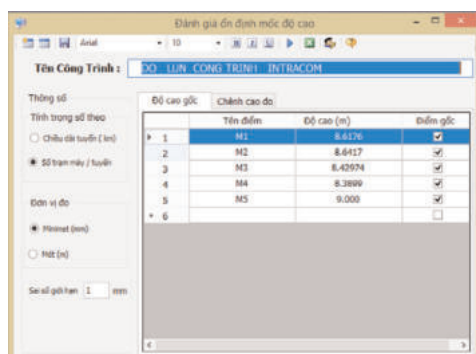 Đánh giá ổn định mốc độ cao
Arial 10
Tên Công Trình : DO LUN CONG TRINH INTRACOM
Thông số
Tính trọng số theo
Chiều dài tuyến ( km)
Số trạm máy / tuyến
Đơn vị đo
Minimet (mm)
Mét (m)
Sai số giới hạn 1 mm
Độ cao gốc Chênh cao đo
Tên điểm Độ cao (m) Điểm gốc
1 M1 8.6176
2 M2 8.6417
3 M3 8.42974
4 M4 8.3899
5 M5 9.000
6